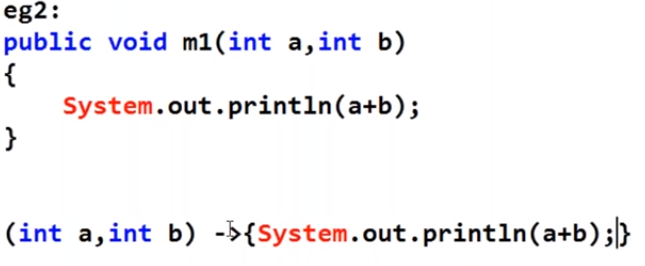 eg2:
public void m1(int a,int b)
{
System.out.println(a+b);
}
(int a,int b) ->{System.out.println(a+b);}